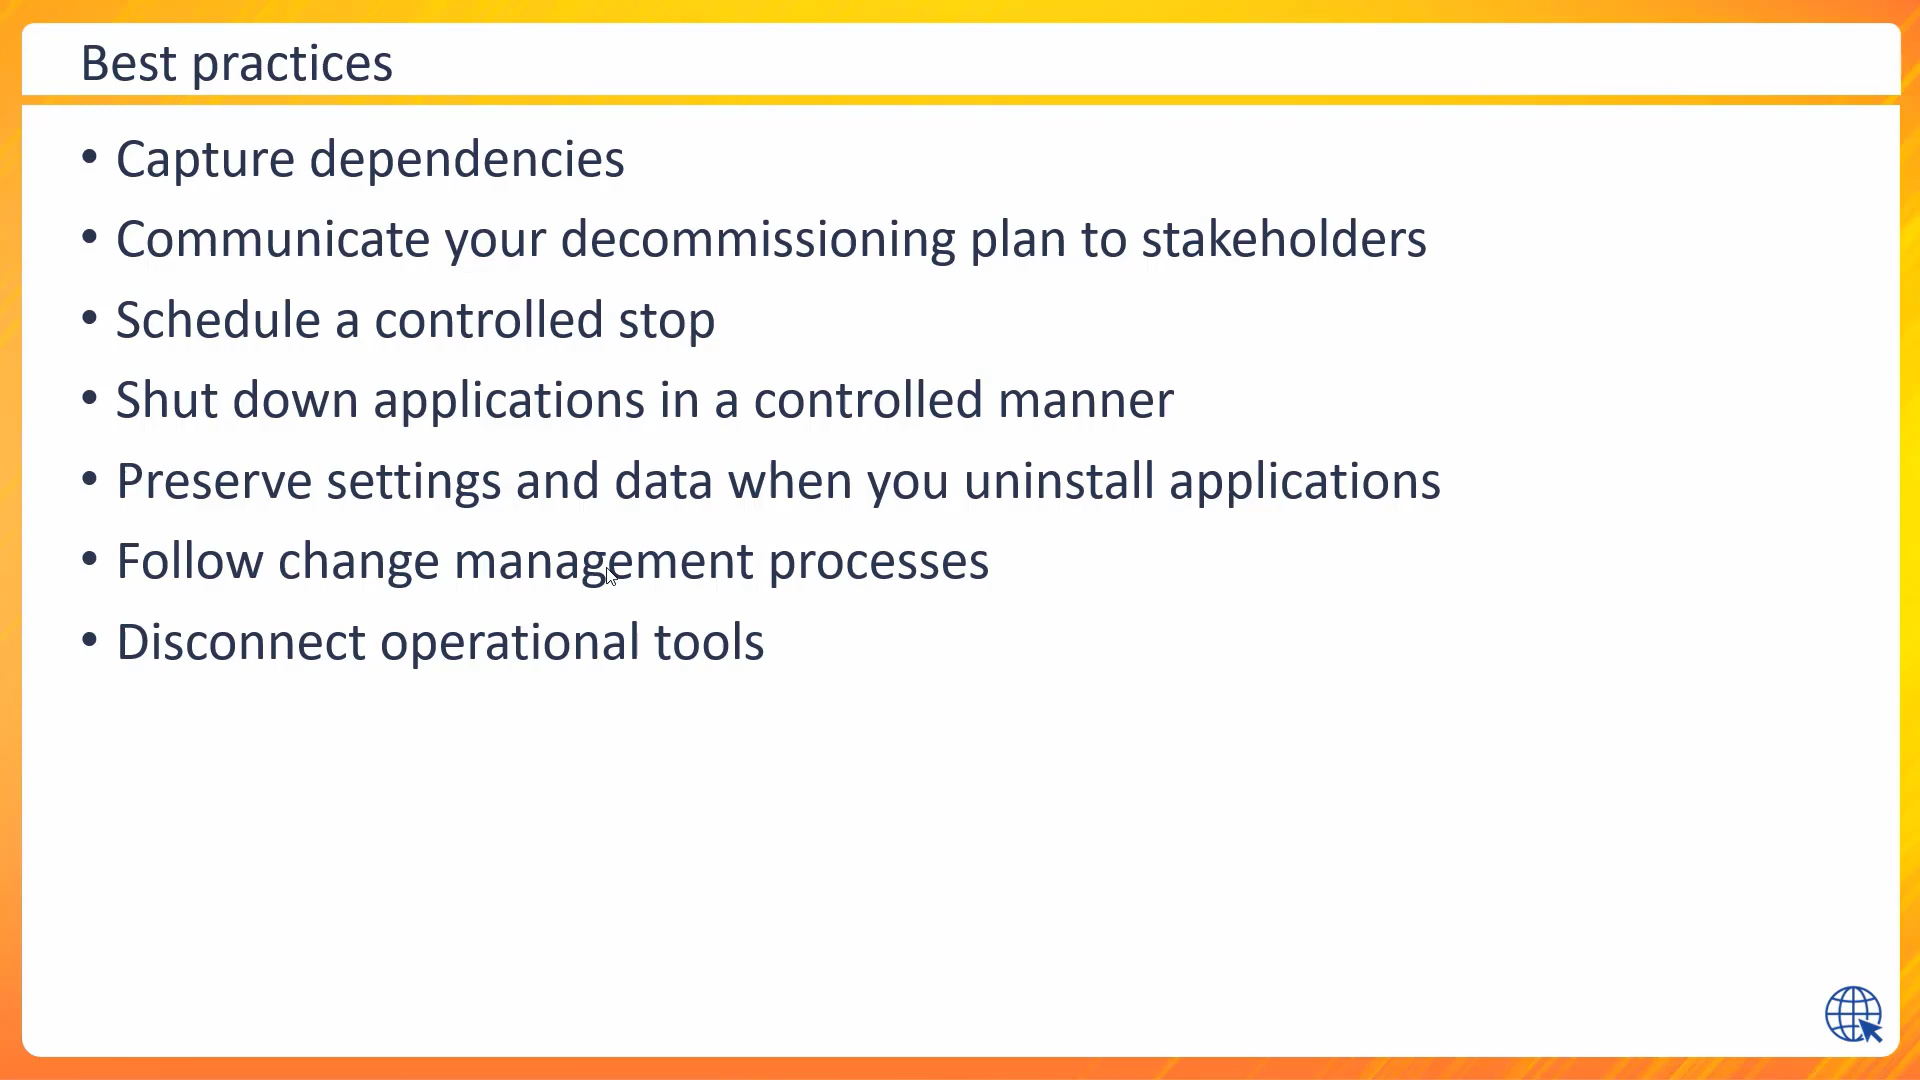 Best practices
• Capture dependencies
• Communicate your decommissioning plan to stakeholders
• Schedule a controlled stop
• Shut down applications in a controlled manner
• Preserve settings and data when you uninstall applications
• Follow change management processes
• Disconnect operational tools